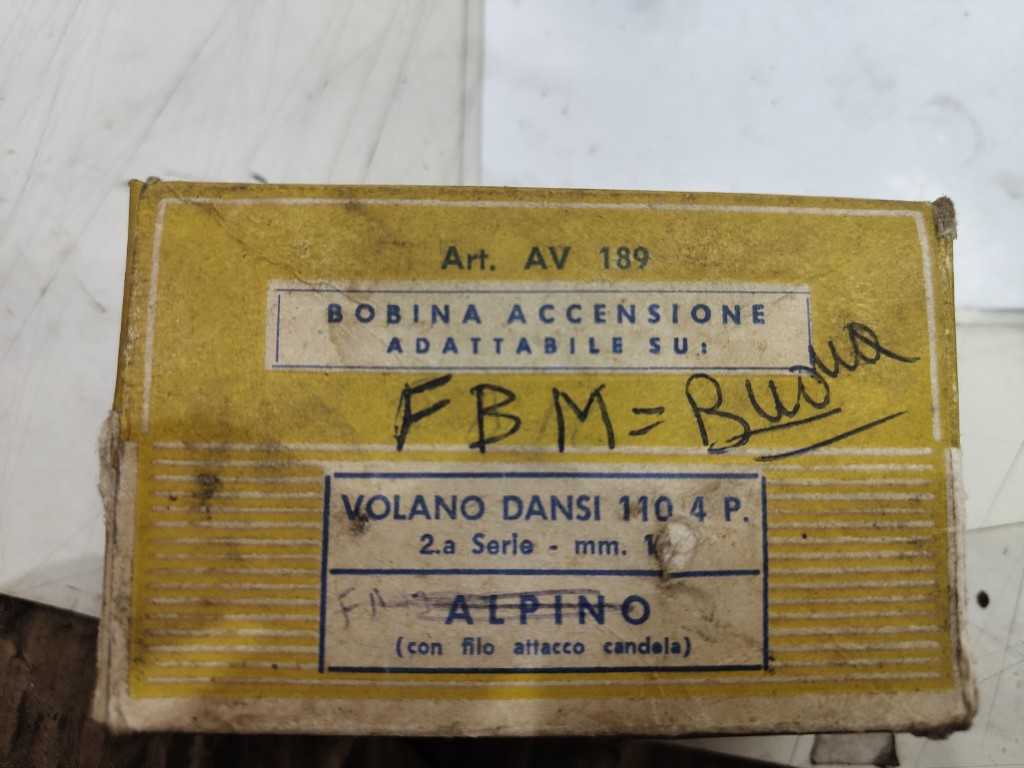 Art. AV 189
BOBINA ACCENSIONE
ADATTABILE SU:
FBM = Buona
VOLANO DANSI 110 4 P.
2.a Serie - mm.
ALPINO
(con filo attacco candela)